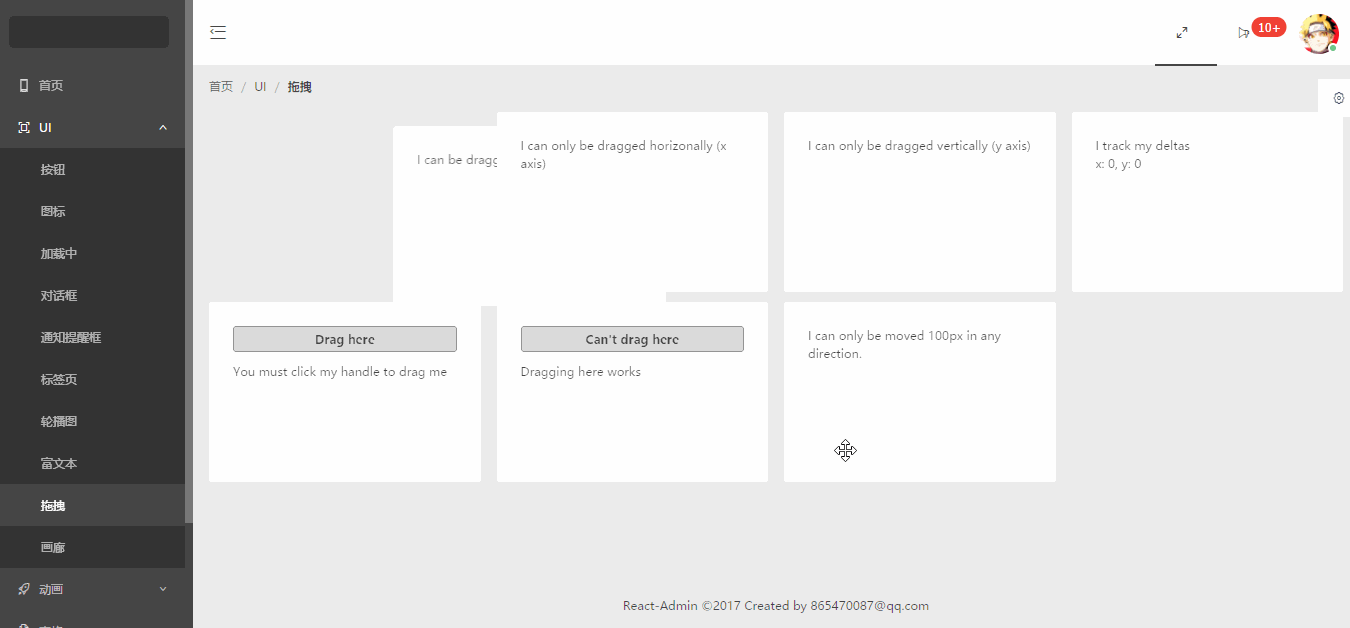 10+
首页
UI
按钮
图标
加载中
对话框
通知提醒框
标签页
轮播图
富文本
拖拽
画廊
动画
首页 / UI / 拖拽
I can be dragg
I can only be dragged horizonally (x
axis)
I can only be dragged vertically (y axis)
I track my deltas
x: 0, y: 0
Drag here
You must click my handle to drag me
Can't drag here
Dragging here works
I can only be moved 100px in any
direction.
React-Admin ©2017 Created by 865470087@qq.com